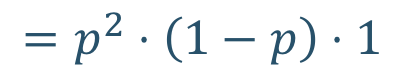 = p² · (1 − p) · 1